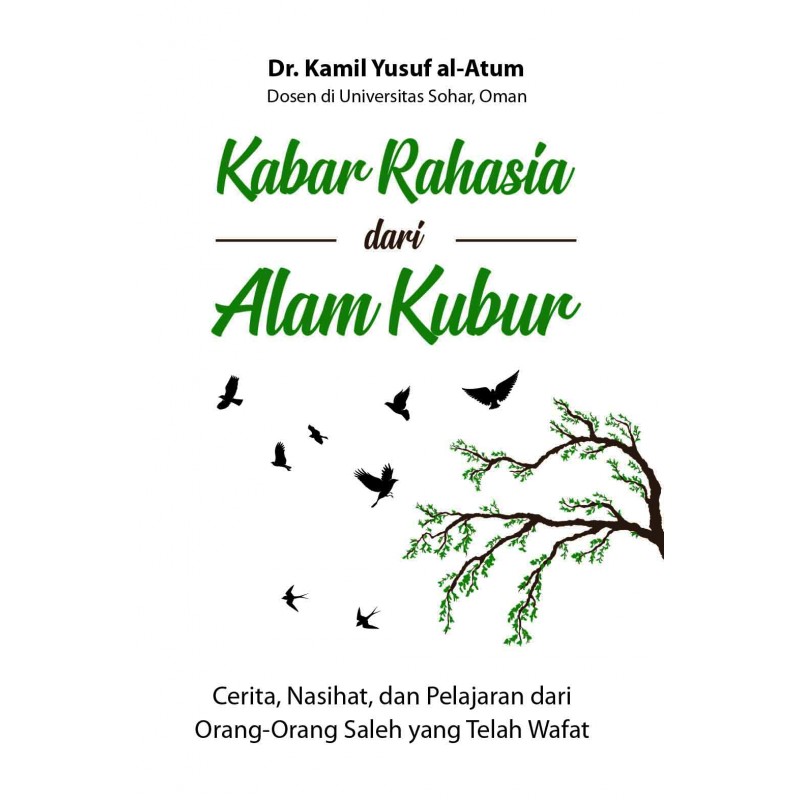 Dr. Kamil Yusuf al-Atum
Dosen di Universitas Sohar, Oman
Kabar Rahasia
dari
Alam Kubur
Cerita, Nasihat, dan Pelajaran dari
Orang-Orang Saleh yang Telah Wafat